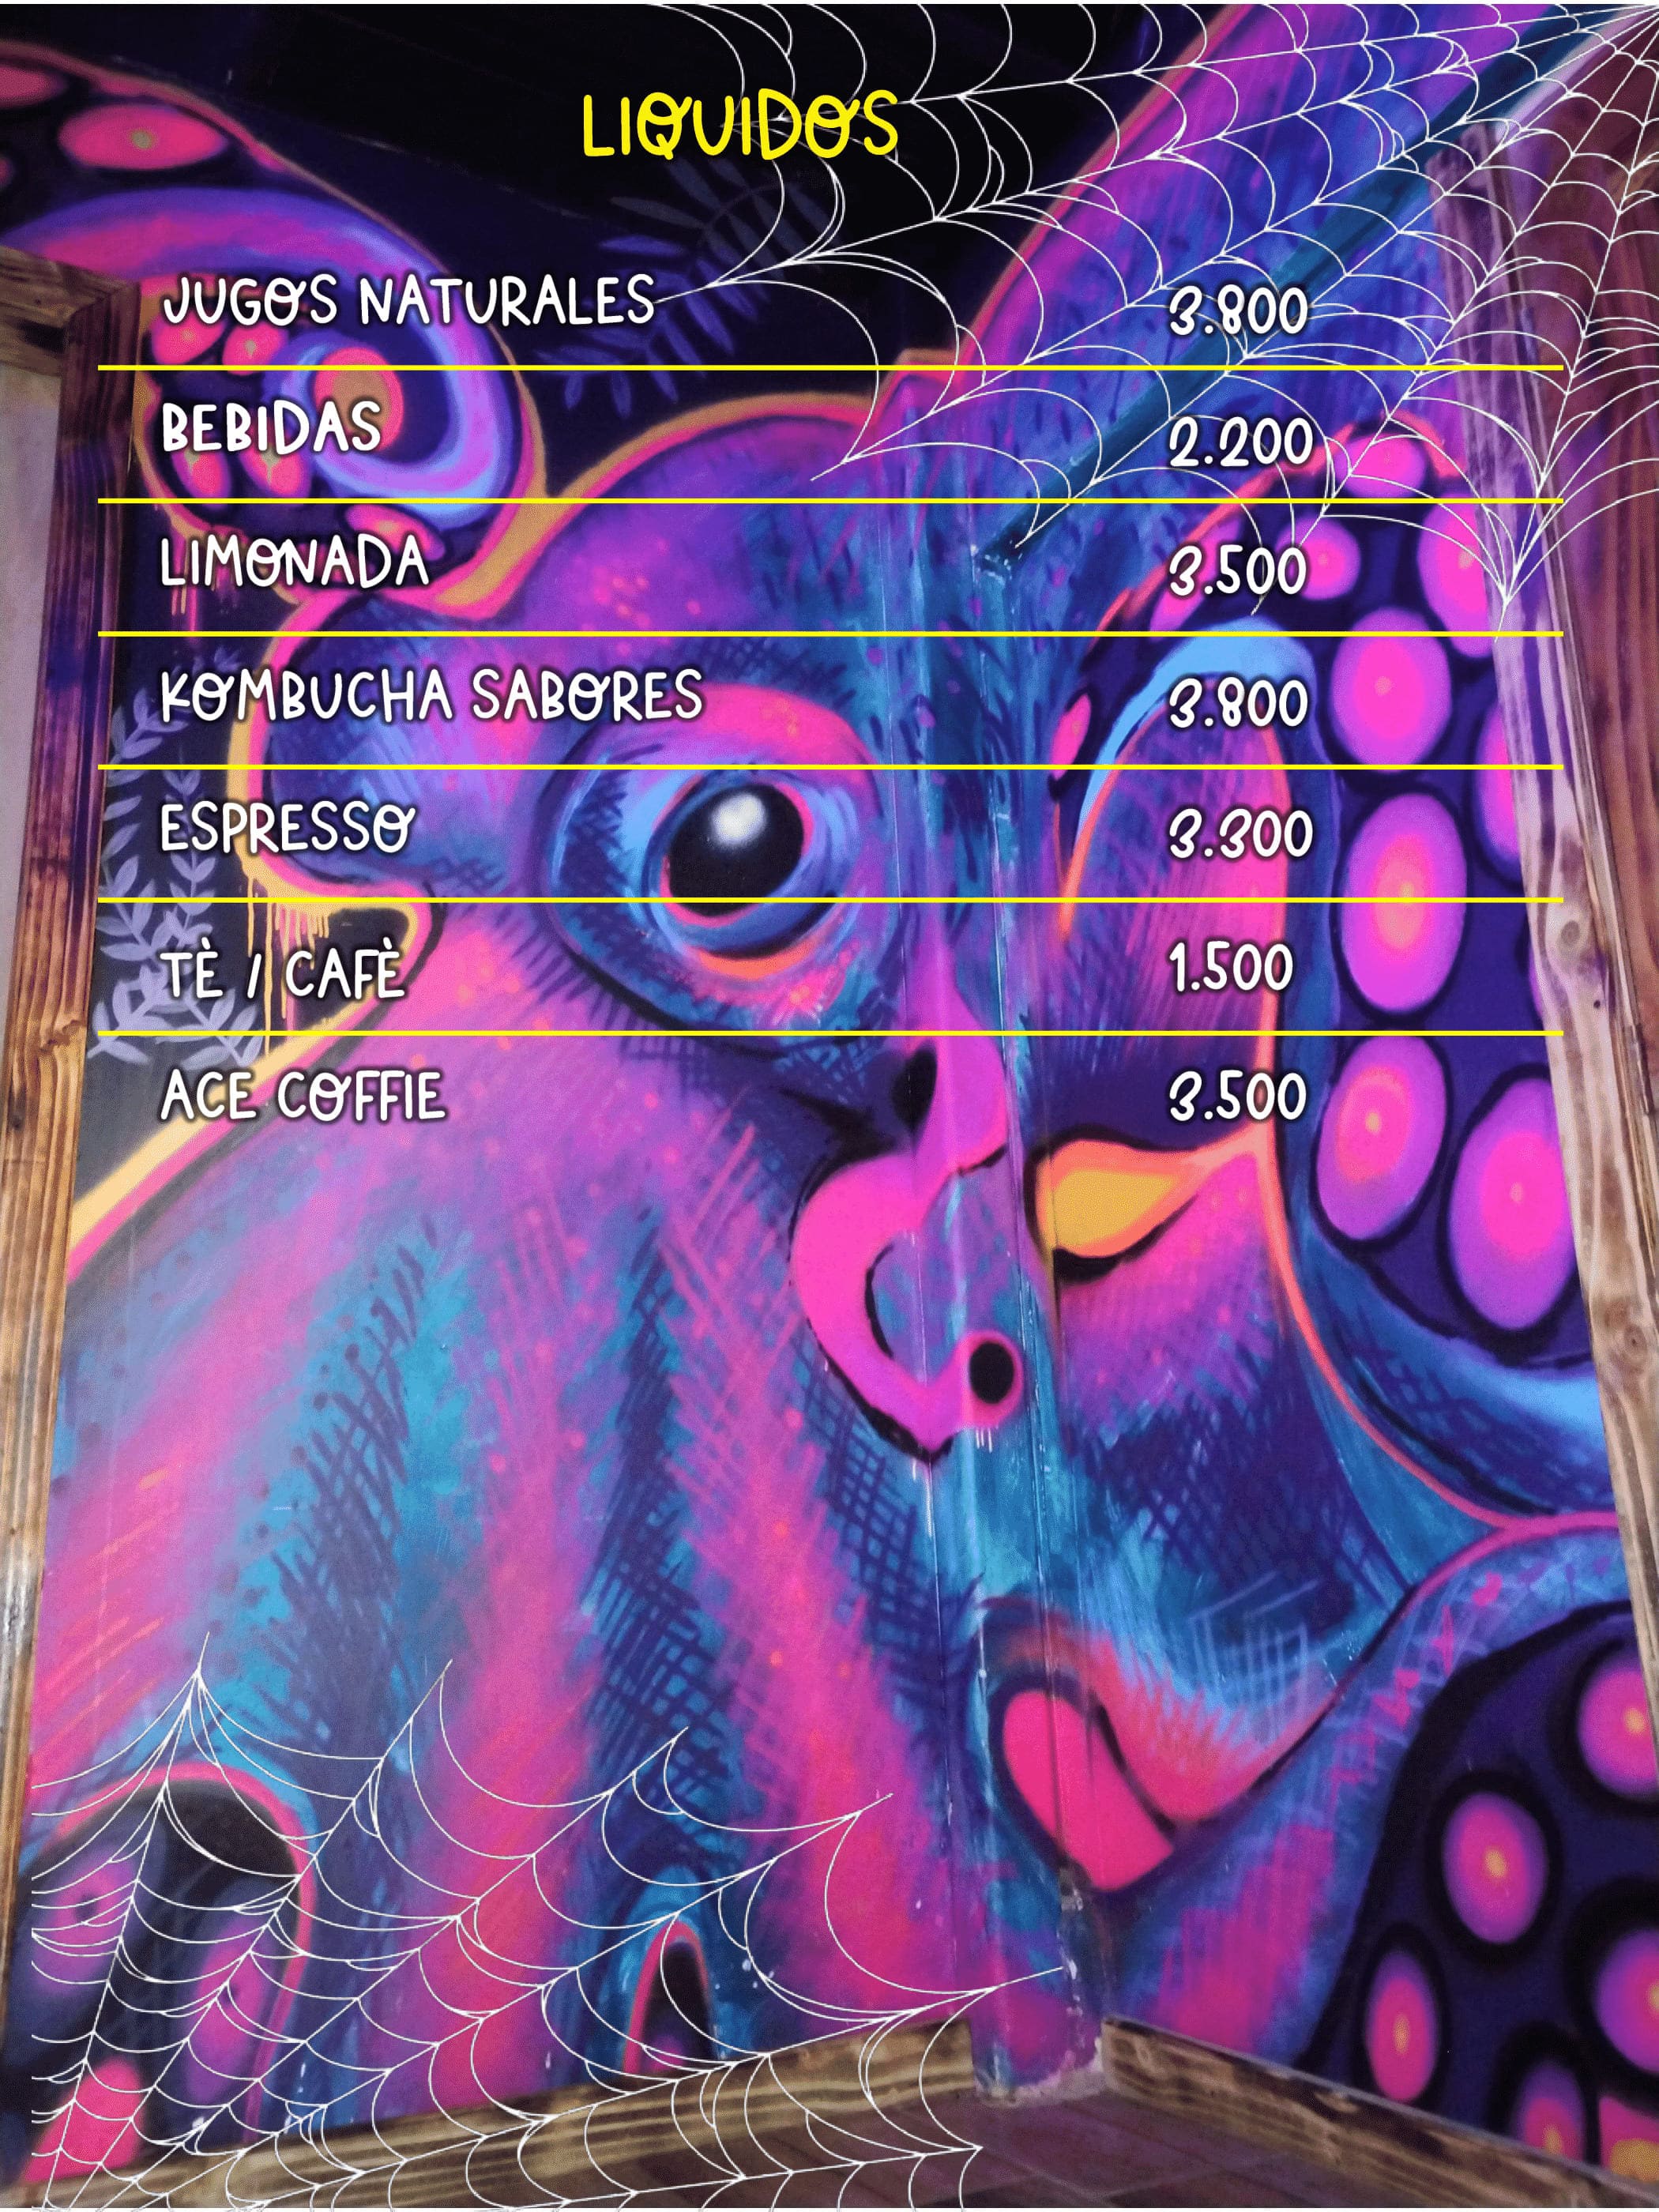 LIQUIDOS
JUGOS NATURALES 3.800
BEBIDAS 2.200
LIMONADA 3.500
KOMBUCHA SABORES 3.800
ESPRESSO 3.300
TÈ / CAFÈ 1.500
ACE COFFIE 3.500